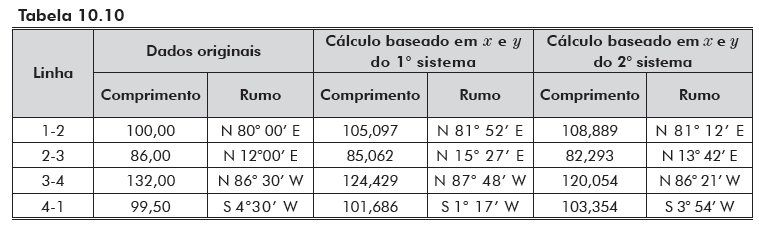 Tabela 10.10
Linha
Dados originais
Cálculo baseado em x e y
do 1° sistema
Cálculo baseado em x e y
do 2° sistema
Comprimento Rumo Comprimento Rumo Comprimento Rumo
1-2 100,00 N 80° 00′ E 105,097 N 81° 52′ E 108,889 N 81° 12′ E
2-3 86,00 N 12°00′ E 85,062 N 15° 27′ E 82,293 N 13° 42′ E
3-4 132,00 N 86° 30′ W 124,429 N 87° 48′ W 120,054 N 86° 21′ W
4-1 99,50 S 4°30′ W 101,686 S 1° 17′ W 103,354 S 3° 54′ W